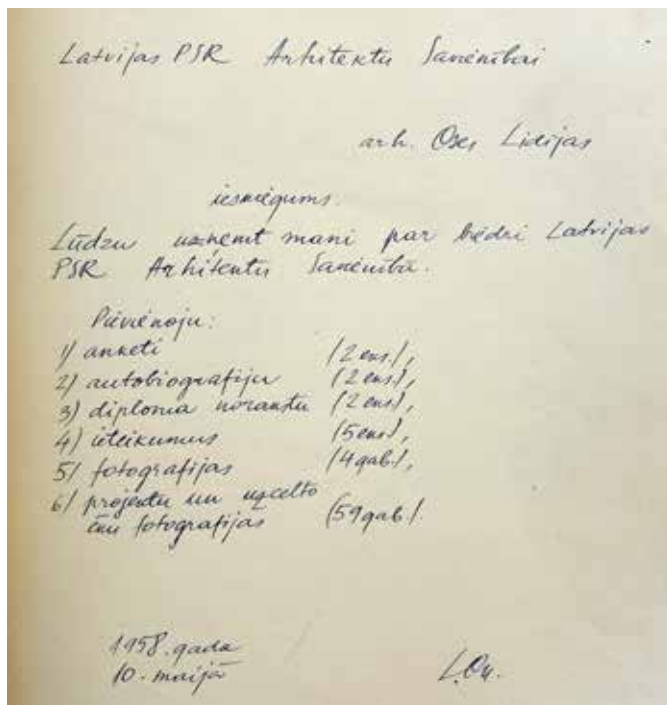 Latvijas PSR Arhitektu Savienībai
arh. Oses Lidijas
iesniegums.
Lūdzu uzņemt mani par biedri Latvijas
PSR Arhitektu Savienībā.
Pievienoju:
1) anketi (2 eks.),
2) autobiografiju (2 eks.),
3) diploma norakstu (2 eks.),
4) ieteikumus (5 eks.),
5) fotografijas (4 gab.),
6) projektu un uzcelto
ēku fotografijas (59 gab.).
1958. gada
10. maijā